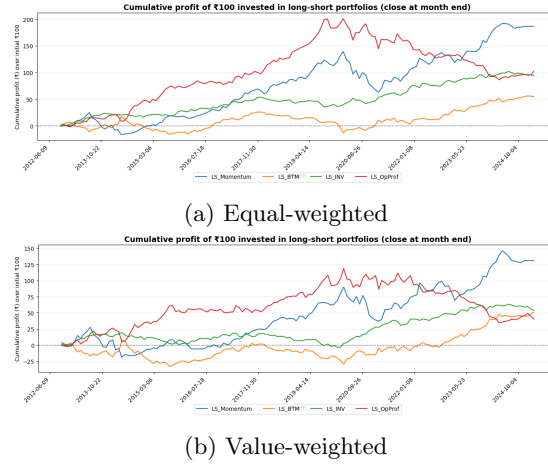 Cumulative profit of ₹100 invested in long-short portfolios (close at month end)
Cumulative profit (₹) over initial ₹100
200
150
100
50
0
2012-06-09
2013-10-22
2015-03-06
2016-07-18
2017-11-30
2019-04-14
2020-08-26
2022-01-08
2023-05-23
2024-10-04
LS_Momentum
LS_BTM
LS_INV
LS_OpProf
(a) Equal-weighted
Cumulative profit of ₹100 invested in long-short portfolios (close at month end)
Cumulative profit (₹) over initial ₹100
150
125
100
75
50
25
0
−25
2012-06-09
2013-10-22
2015-03-06
2016-07-18
2017-11-30
2019-04-14
2020-08-26
2022-01-08
2023-05-23
2024-10-04
LS_Momentum
LS_BTM
LS_INV
LS_OpProf
(b) Value-weighted